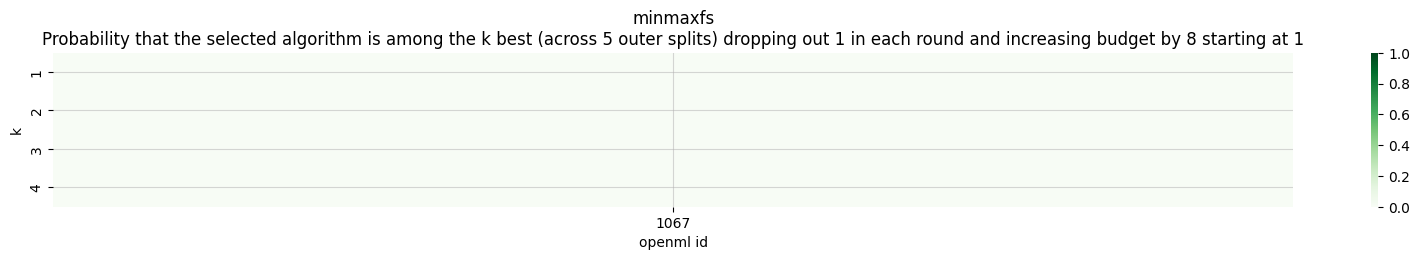 minmaxfs
Probability that the selected algorithm is among the k best (across 5 outer splits) dropping out 1 in each round and increasing budget by 8 starting at 1
k
1
2
3
4
1067
openml id
1.0
0.8
0.6
0.4
0.2
0.0